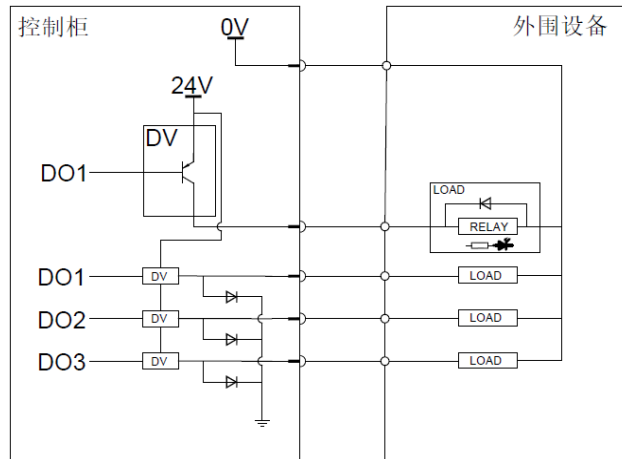 控制柜
0V
外围设备
24V
DV
DO1
LOAD
RELAY
DO1
DV
LOAD
DO2
DV
LOAD
DO3
DV
LOAD